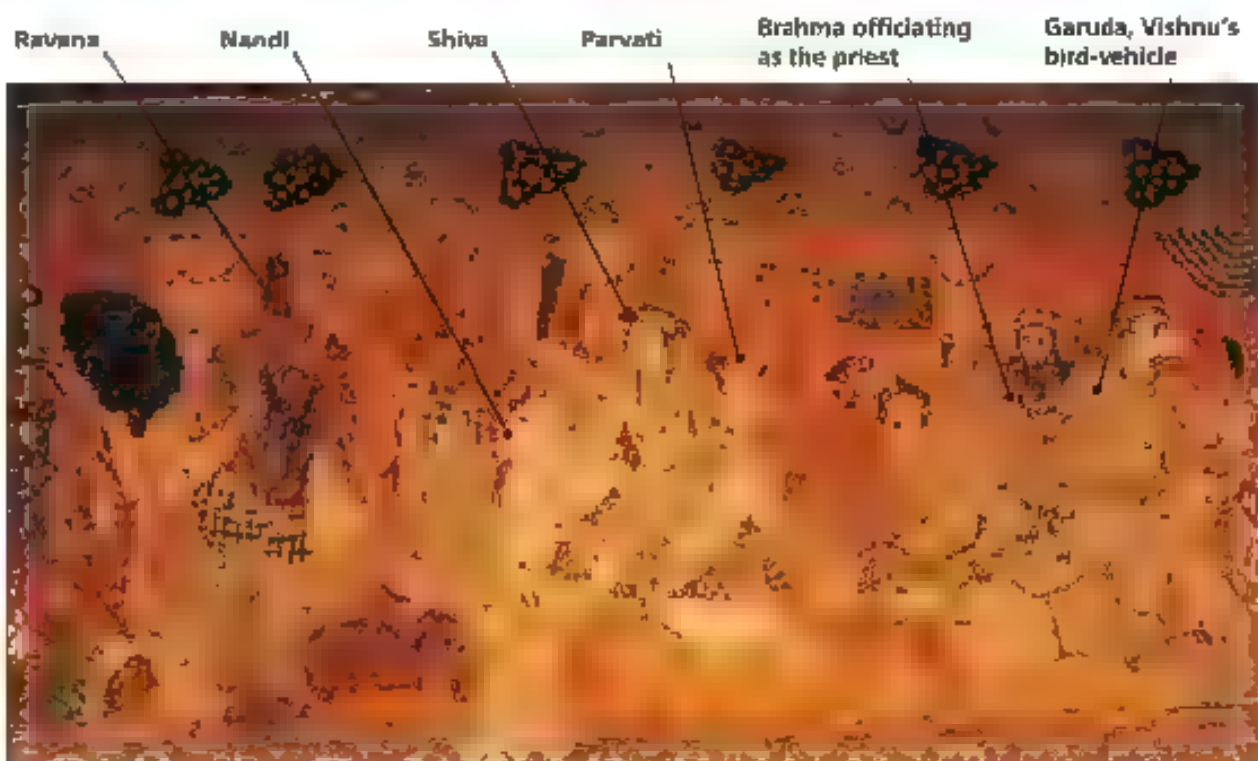 Ravana
Nandi
Shiva
Parvati
Brahma officiating
as the priest
Garuda, Vishnu's
bird-vehicle